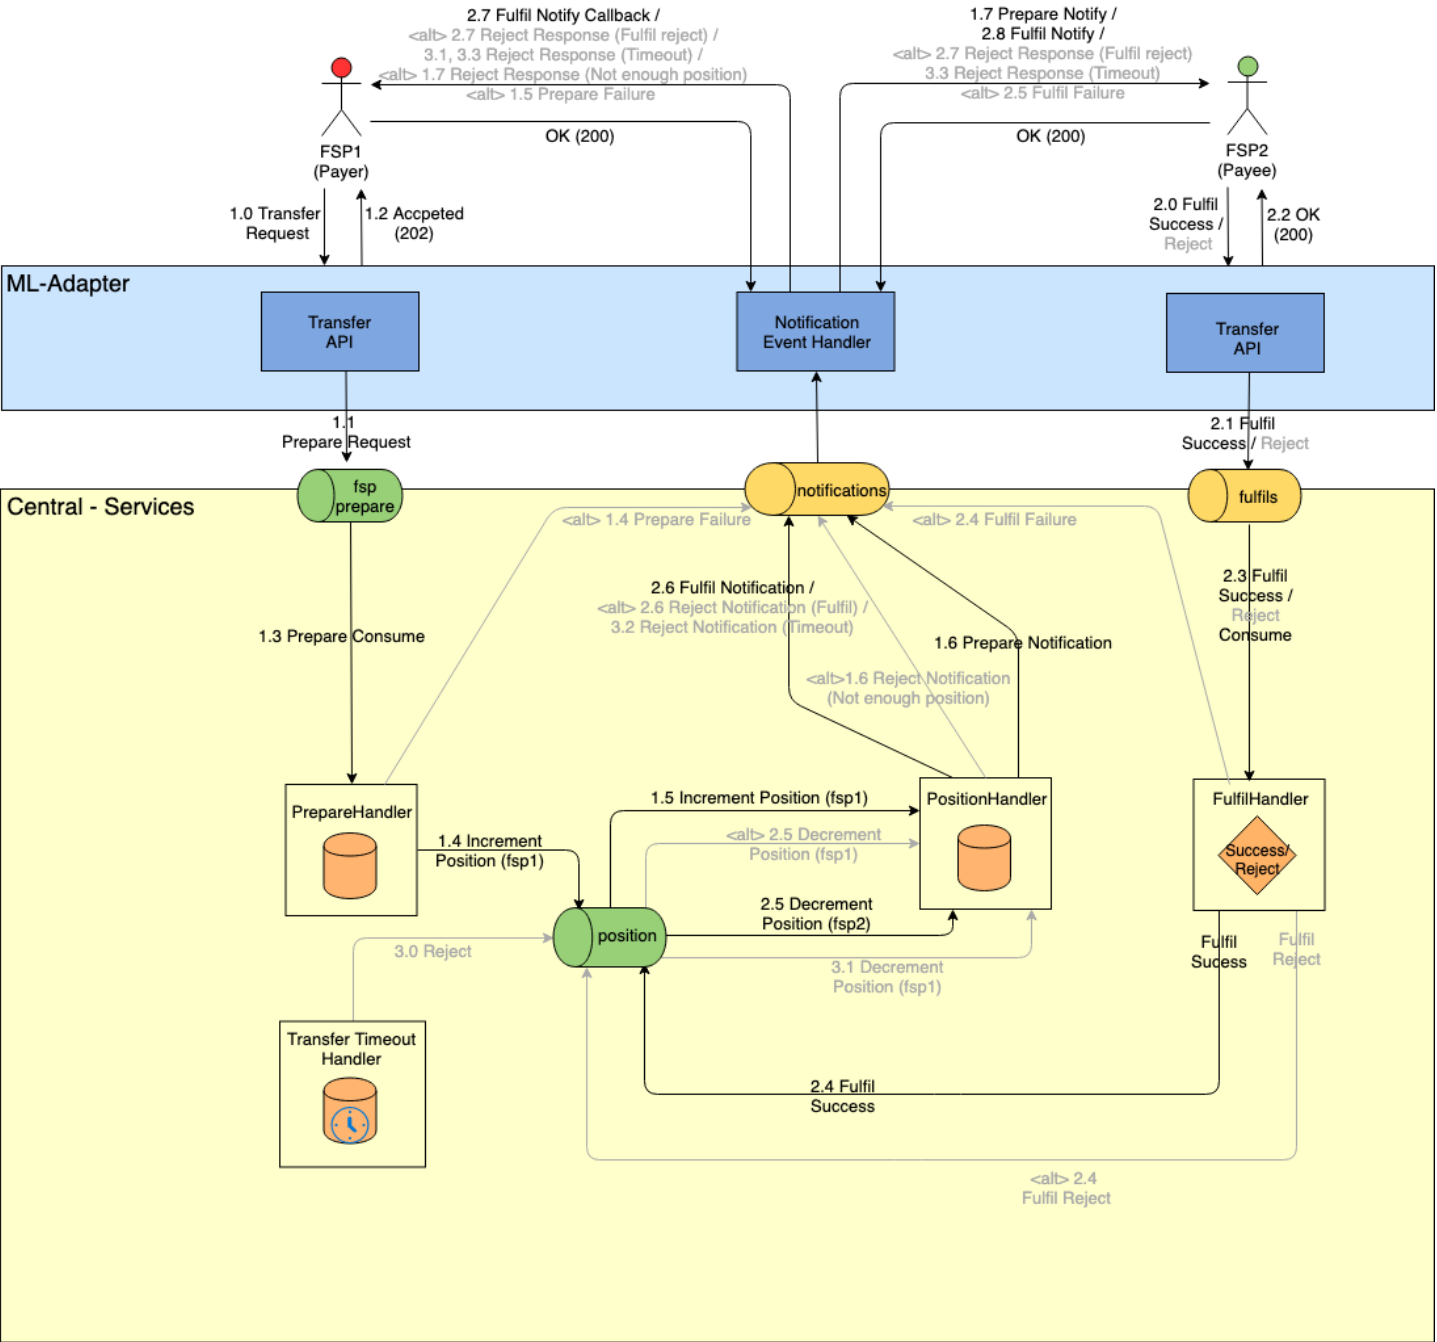 2.7 Fulfil Notify Callback /
<alt> 2.7 Reject Response (Fulfil reject) /
3.1, 3.3 Reject Response (Timeout) /
<alt> 1.7 Reject Response (Not enough position)
<alt> 1.5 Prepare Failure
1.7 Prepare Notify /
2.8 Fulfil Notify /
<alt> 2.7 Reject Response (Fulfil reject)
3.3 Reject Response (Timeout)
<alt> 2.5 Fulfil Failure
OK (200)
OK (200)
FSP1
(Payer)
FSP2
(Payee)
1.0 Transfer
Request
1.2 Accpeted
(202)
2.0 Fulfil
Success /
Reject
2.2 OK
(200)
ML-Adapter
Transfer
API
Notification
Event Handler
Transfer
API
1.1
Prepare Request
2.1 Fulfil
Success / Reject
Central - Services
fsp
prepare
notifications
fulfils
<alt> 1.4 Prepare Failure
<alt> 2.4 Fulfil Failure
2.6 Fulfil Notification /
<alt> 2.6 Reject Notification (Fulfil) /
3.2 Reject Notification (Timeout)
2.3 Fulfil
Success /
Reject
Consume
1.3 Prepare Consume
1.6 Prepare Notification
<alt>1.6 Reject Notification
(Not enough position)
PrepareHandler
1.4 Increment
Position (fsp1)
1.5 Increment Position (fsp1)
<alt> 2.5 Decrement
Position (fsp1)
PositionHandler
FulfilHandler
Success/
Reject
2.5 Decrement
Position (fsp2)
position
3.0 Reject
3.1 Decrement
Position (fsp1)
Fulfil
Sucess
Fulfil
Reject
Transfer Timeout
Handler
2.4 Fulfil
Success
<alt> 2.4
Fulfil Reject